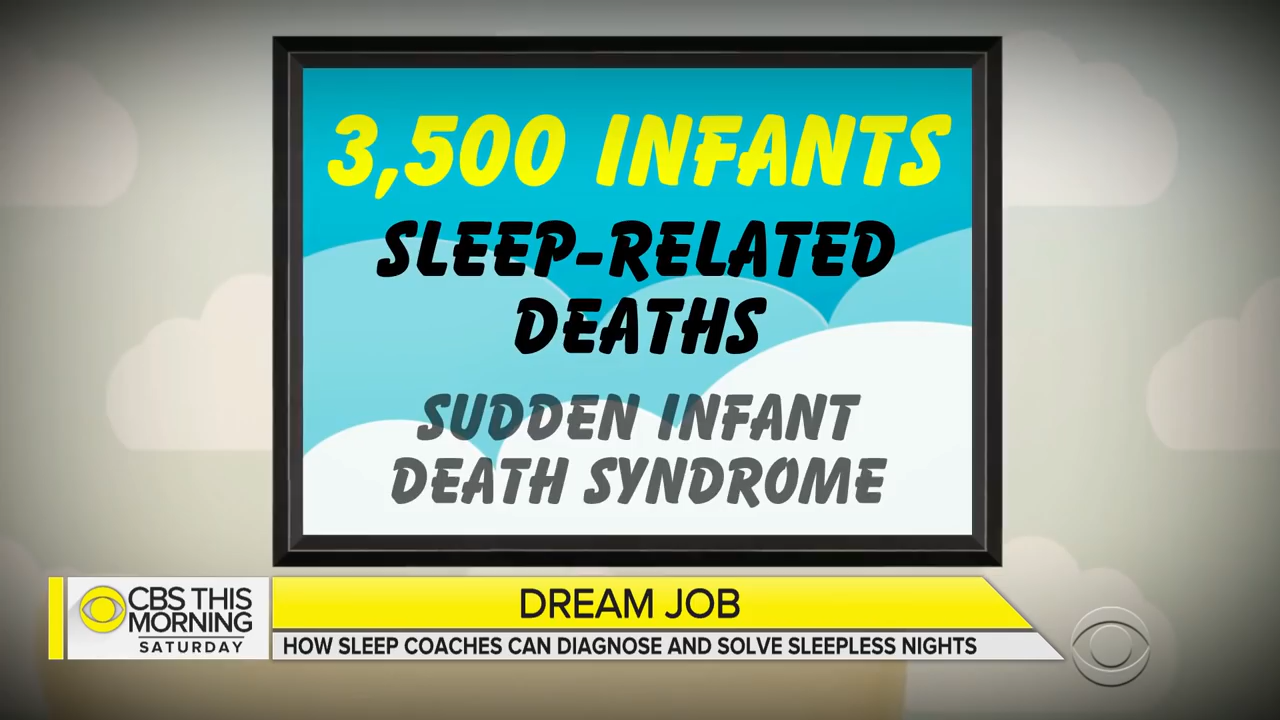 3,500 INFANTS
SLEEP-RELATED
DEATHS
SUDDEN INFANT
DEATH SYNDROME
CBS THIS
MORNING
SATURDAY
DREAM JOB
HOW SLEEP COACHES CAN DIAGNOSE AND SOLVE SLEEPLESS NIGHTS